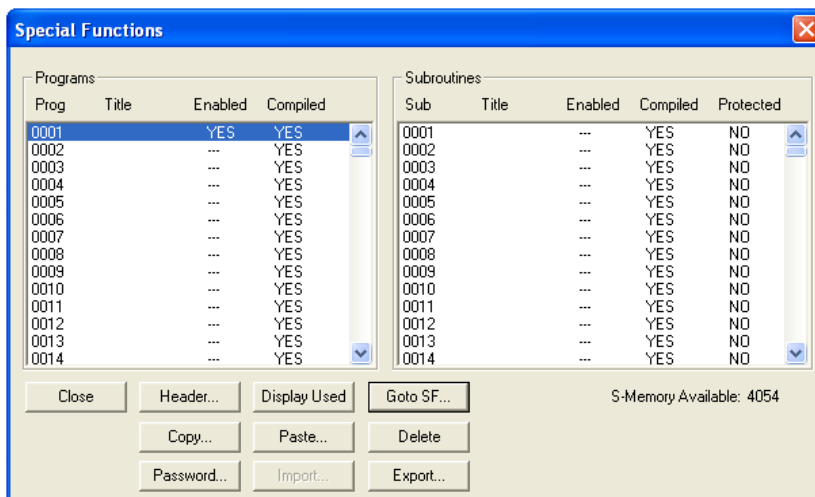 Special Functions
Programs
Prog Title Enabled Compiled
0001 YES YES
0002 --- YES
0003 --- YES
0004 --- YES
0005 --- YES
0006 --- YES
0007 --- YES
0008 --- YES
0009 --- YES
0010 --- YES
0011 --- YES
0012 --- YES
0013 --- YES
0014 --- YES
Subroutines
Sub Title Enabled Compiled Protected
0001 --- YES NO
0002 --- YES NO
0003 --- YES NO
0004 --- YES NO
0005 --- YES NO
0006 --- YES NO
0007 --- YES NO
0008 --- YES NO
0009 --- YES NO
0010 --- YES NO
0011 --- YES NO
0012 --- YES NO
0013 --- YES NO
0014 --- YES NO
Close Header... Display Used Goto SF... S-Memory Available: 4054
Copy... Paste... Delete
Password... Import... Export...